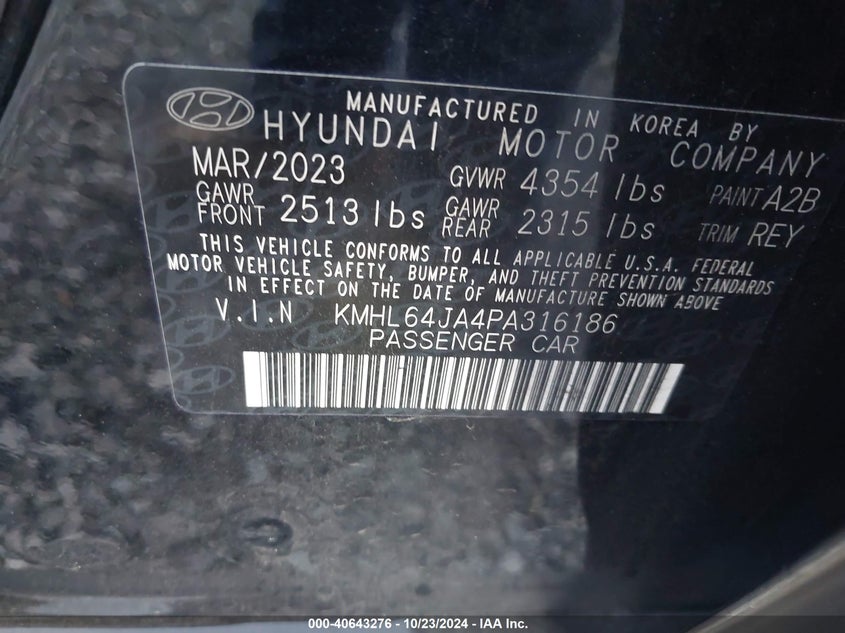 MANUFACTURED IN KOREA BY
HYUNDAI MOTOR COMPANY
MAR/2023 GVWR 4354 lbs PAINT A2B
GAWR FRONT 2513 lbs GAWR REAR 2315 lbs TRIM REY
THIS VEHICLE CONFORMS TO ALL APPLICABLE U.S.A. FEDERAL
MOTOR VEHICLE SAFETY, BUMPER, AND THEFT PREVENTION STANDARDS
IN EFFECT ON THE DATE OF MANUFACTURE SHOWN ABOVE
V.I.N KMHL64JA4PA316186
PASSENGER CAR
000-40643276 - 10/23/2024 - IAA Inc.